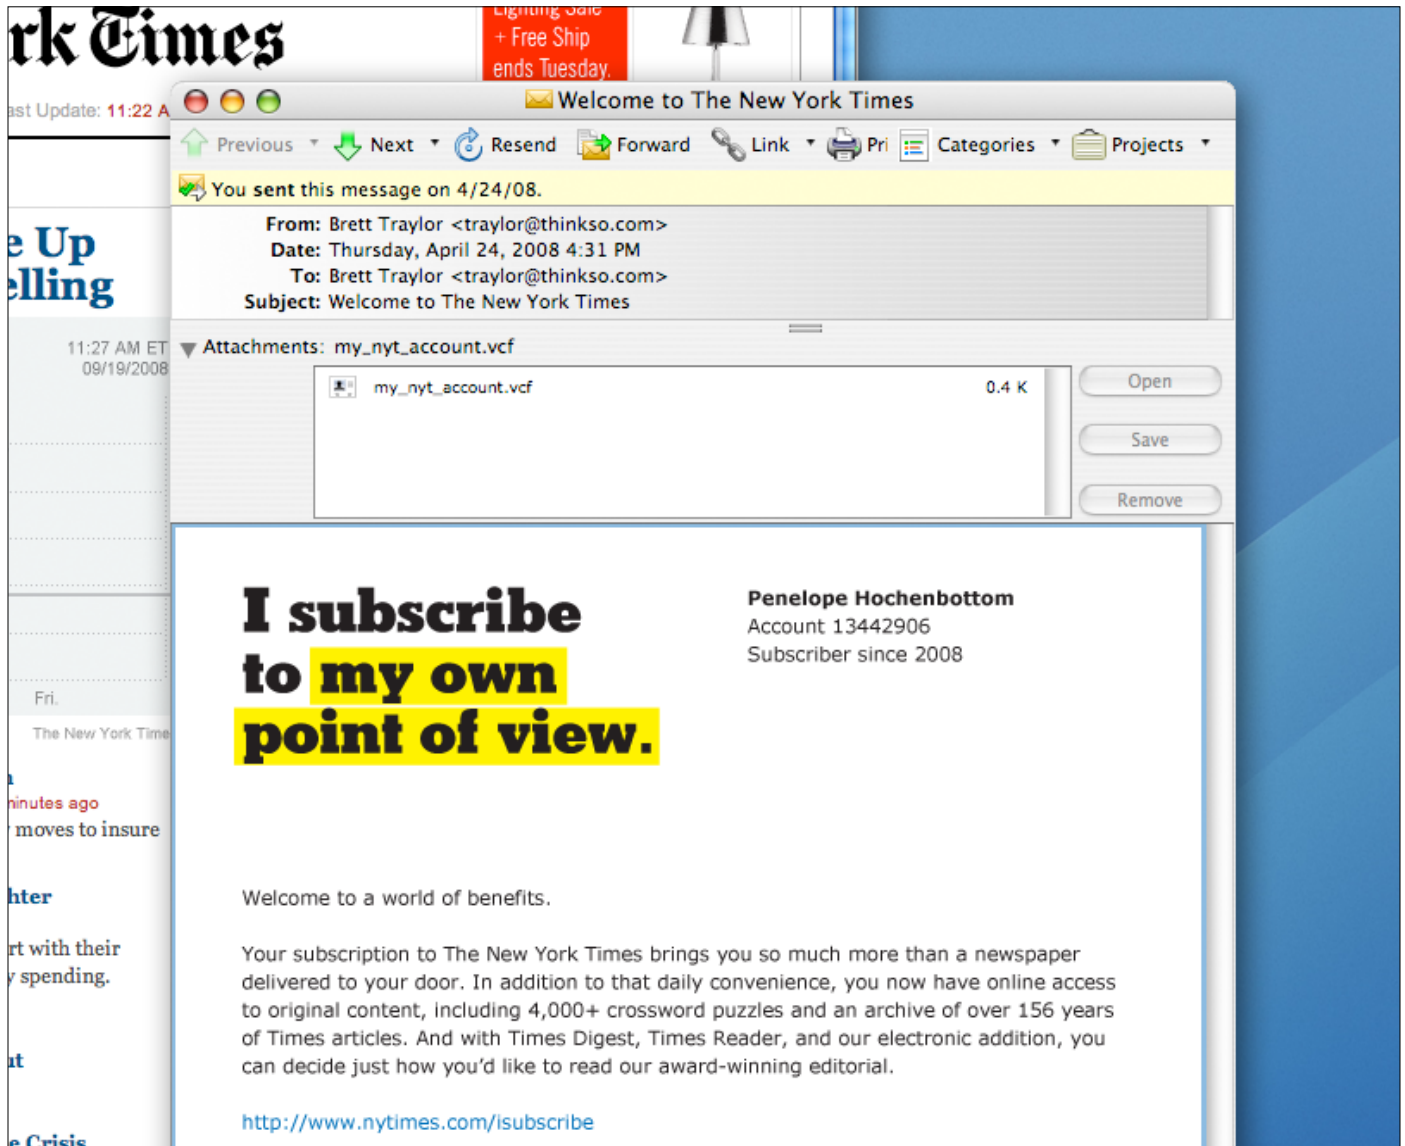 rk Times
Lighting Sale
+ Free Ship
ends Tuesday.
ast Update: 11:22 A
Welcome to The New York Times
Previous Next Resend Forward Link Pri Categories Projects
You sent this message on 4/24/08.
From: Brett Traylor <traylor@thinkso.com>
Date: Thursday, April 24, 2008 4:31 PM
To: Brett Traylor <traylor@thinkso.com>
Subject: Welcome to The New York Times
e Up
elling
11:27 AM ET
09/19/2008
Attachments: my_nyt_account.vcf
my_nyt_account.vcf 0.4 K
Open
Save
Remove
I subscribe
to my own
point of view.
Penelope Hochenbottom
Account 13442906
Subscriber since 2008
Fri.
The New York Time
n
minutes ago
moves to insure
hter
rt with their
y spending.
ut
e Crisis
Welcome to a world of benefits.
Your subscription to The New York Times brings you so much more than a newspaper
delivered to your door. In addition to that daily convenience, you now have online access
to original content, including 4,000+ crossword puzzles and an archive of over 156 years
of Times articles. And with Times Digest, Times Reader, and our electronic addition, you
can decide just how you’d like to read our award-winning editorial.
http://www.nytimes.com/isubscribe